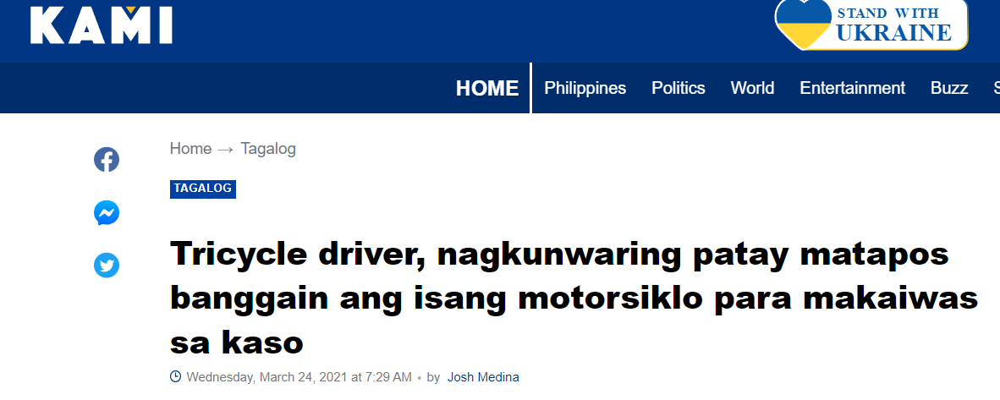 KAMI
STAND WITH
UKRAINE
HOME Philippines Politics World Entertainment Buzz
Home → Tagalog
TAGALOG
Tricycle driver, nagkunwaring patay matapos
banggain ang isang motorsiklo para makaiwas
sa kaso
Wednesday, March 24, 2021 at 7:29 AM • by Josh Medina